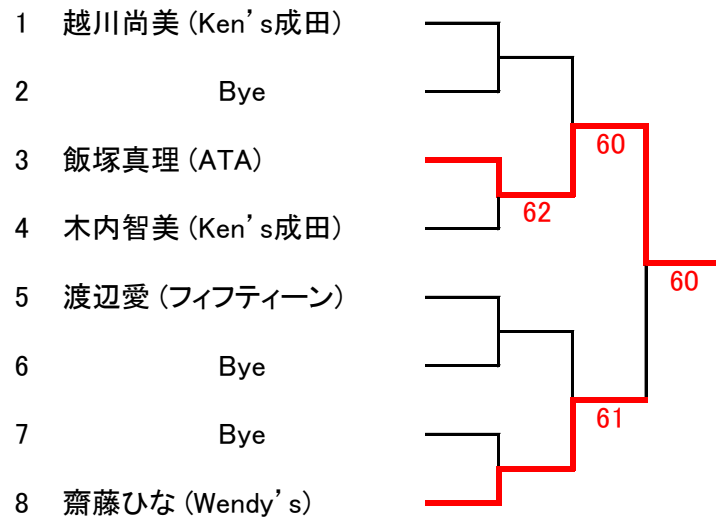 1 越川尚美 (Ken's成田)
2 Bye
60
3 飯塚真理 (ATA)
62
4 木内智美 (Ken's成田)
60
5 渡辺愛 (フィフティーン)
6 Bye
61
7 Bye
8 齋藤ひな (Wendy's)